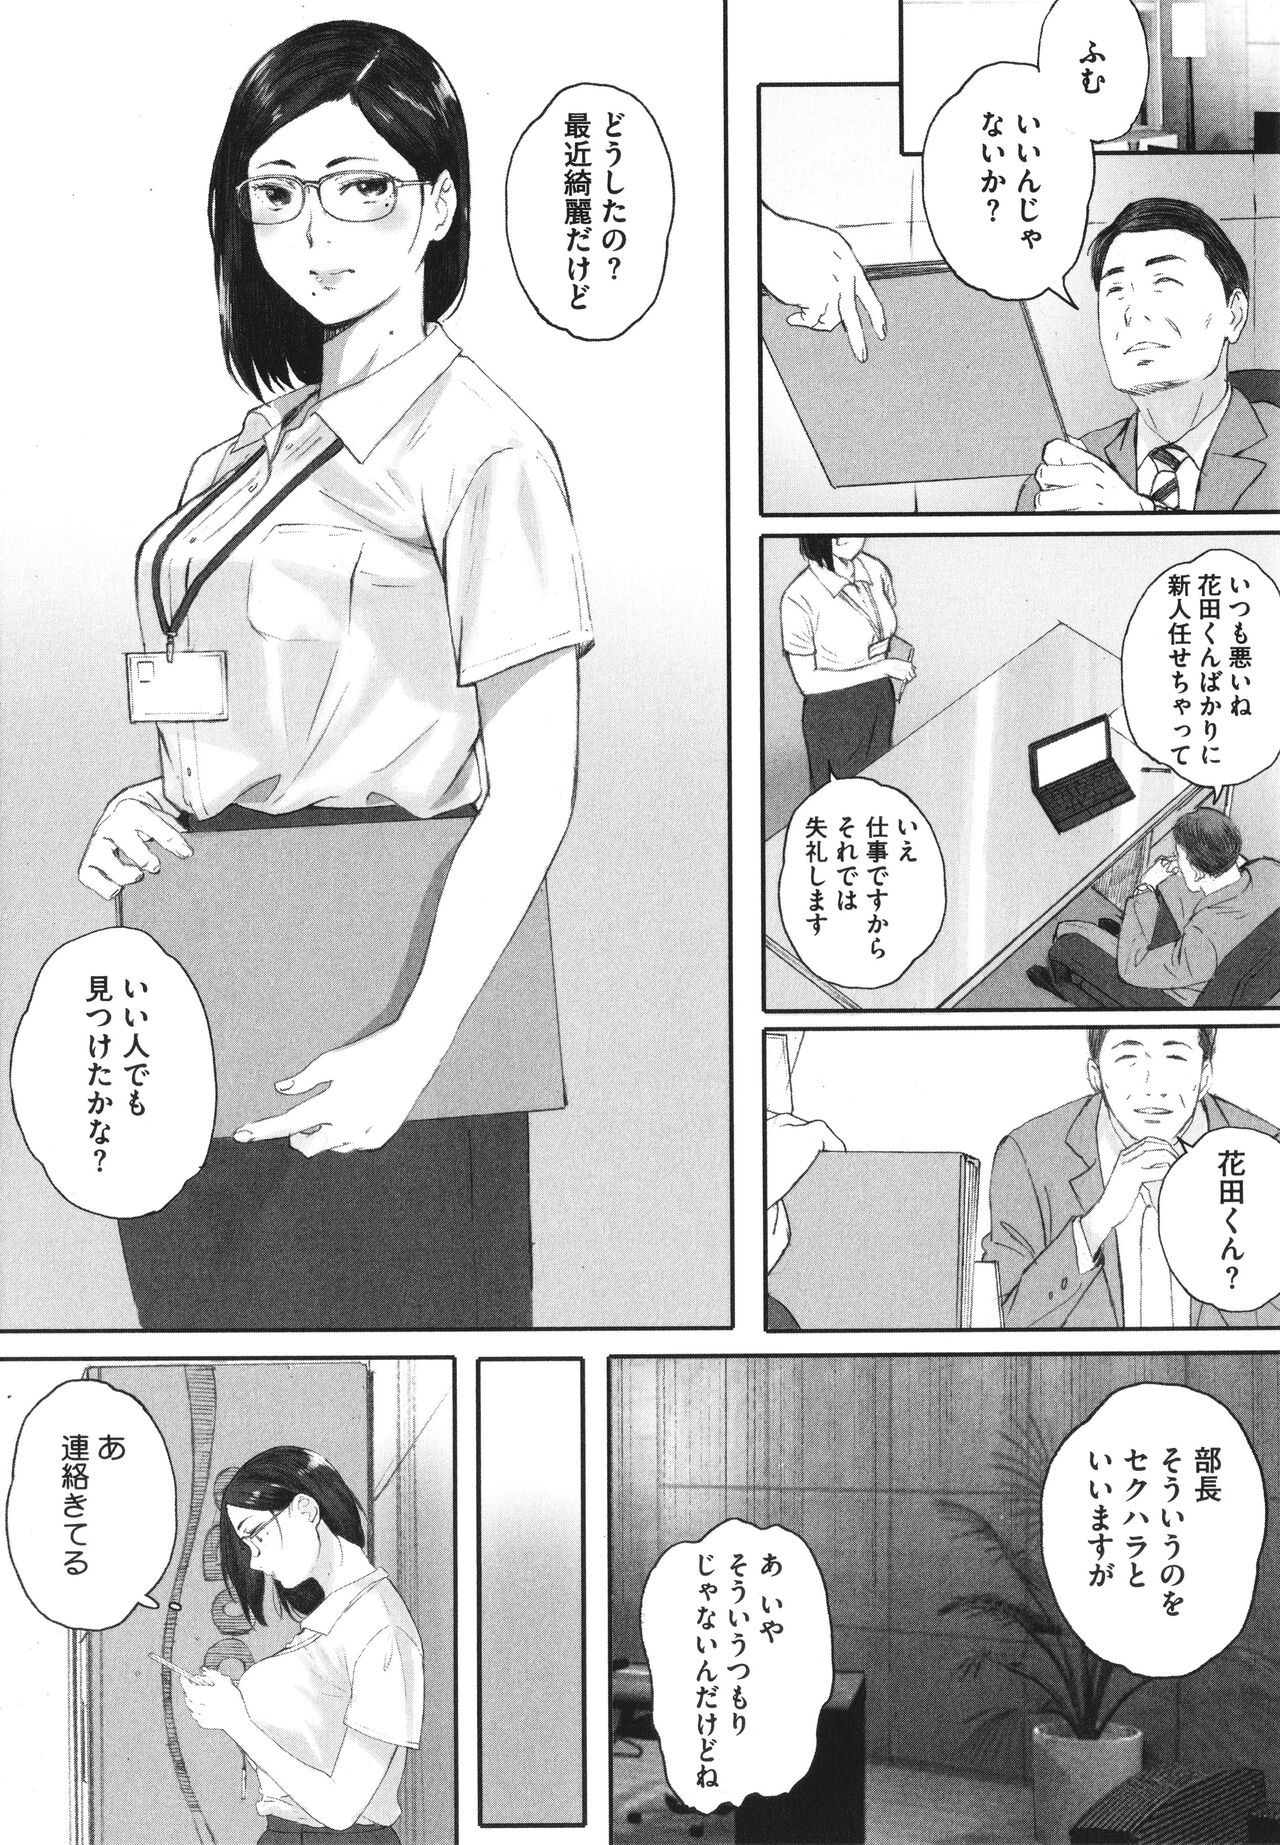 ふむ
いいんじゃ
ないか?
いつも悪いね
花田くんばかりに
新人任せちゃって
いえ
仕事ですから
それでは
失礼します
花田くん?
どうしたの?
最近綺麗だけど
いい人でも
見つけたかな?
部長
そういうのを
セクハラと
いいますが
あ いや
そういうつもり
じゃないんだけどね
あ
連絡きてる